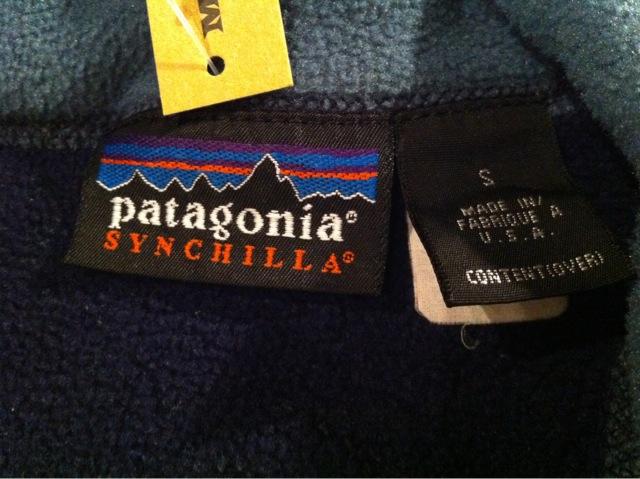 patagonia®
SYNCHILLA®
S
MADE IN/
FABRIQUE A
U.S.A.
CONTENT(OVER)